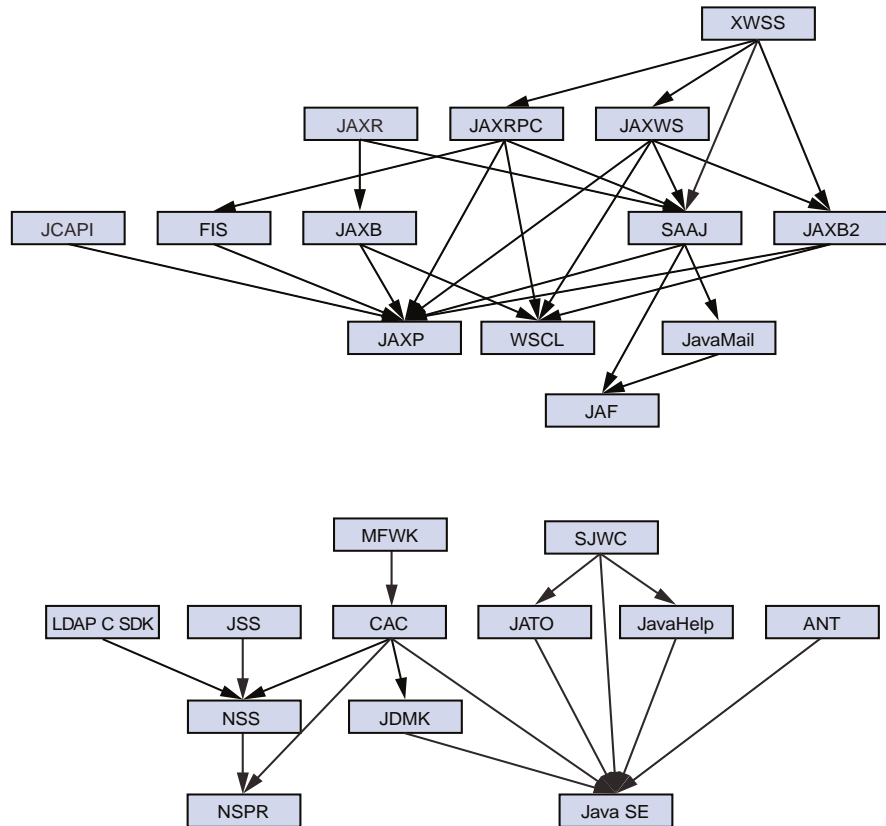 XWSS
JAXR
JAXRPC
JAXWS
JCAPI
FIS
JAXB
SAAJ
JAXB2
JAXP
WSCL
JavaMail
JAF
MFWK
SJWC
LDAP C SDK
JSS
CAC
JATO
JavaHelp
ANT
NSS
JDMK
NSPR
Java SE